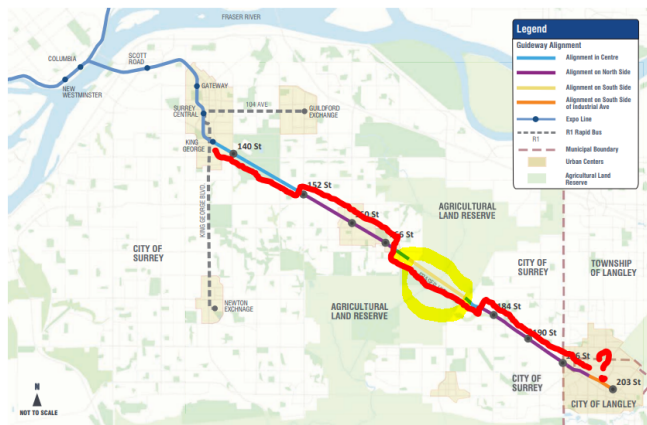 FRASER RIVER
COLUMBIA
NEW
WESTMINSTER
SCOTT
ROAD
GATEWAY
SURREY
CENTRAL
104 AVE
GUILDFORD
EXCHANGE
KING
GEORGE
140 St
152 St
KING GEORGE BLVD.
AGRICULTURAL
LAND RESERVE
CITY OF
SURREY
AGRICULTURAL
LAND RESERVE
NEWTON
EXCHNAGE
CITY OF
SURREY
TOWNSHIP
OF LANGLEY
184 St
190 St
CITY OF
SURREY
203 St
CITY OF LANGLEY
?
N
NOT TO SCALE
Legend
Guideway Alignment
Alignment in Centre
Alignment on North Side
Alignment on South Side
Alignment on South Side
of Industrial Ave
Expo Line
R1 Rapid Bus
R1
Municipal Boundary
Urban Centers
Agricultural Land
Reserve